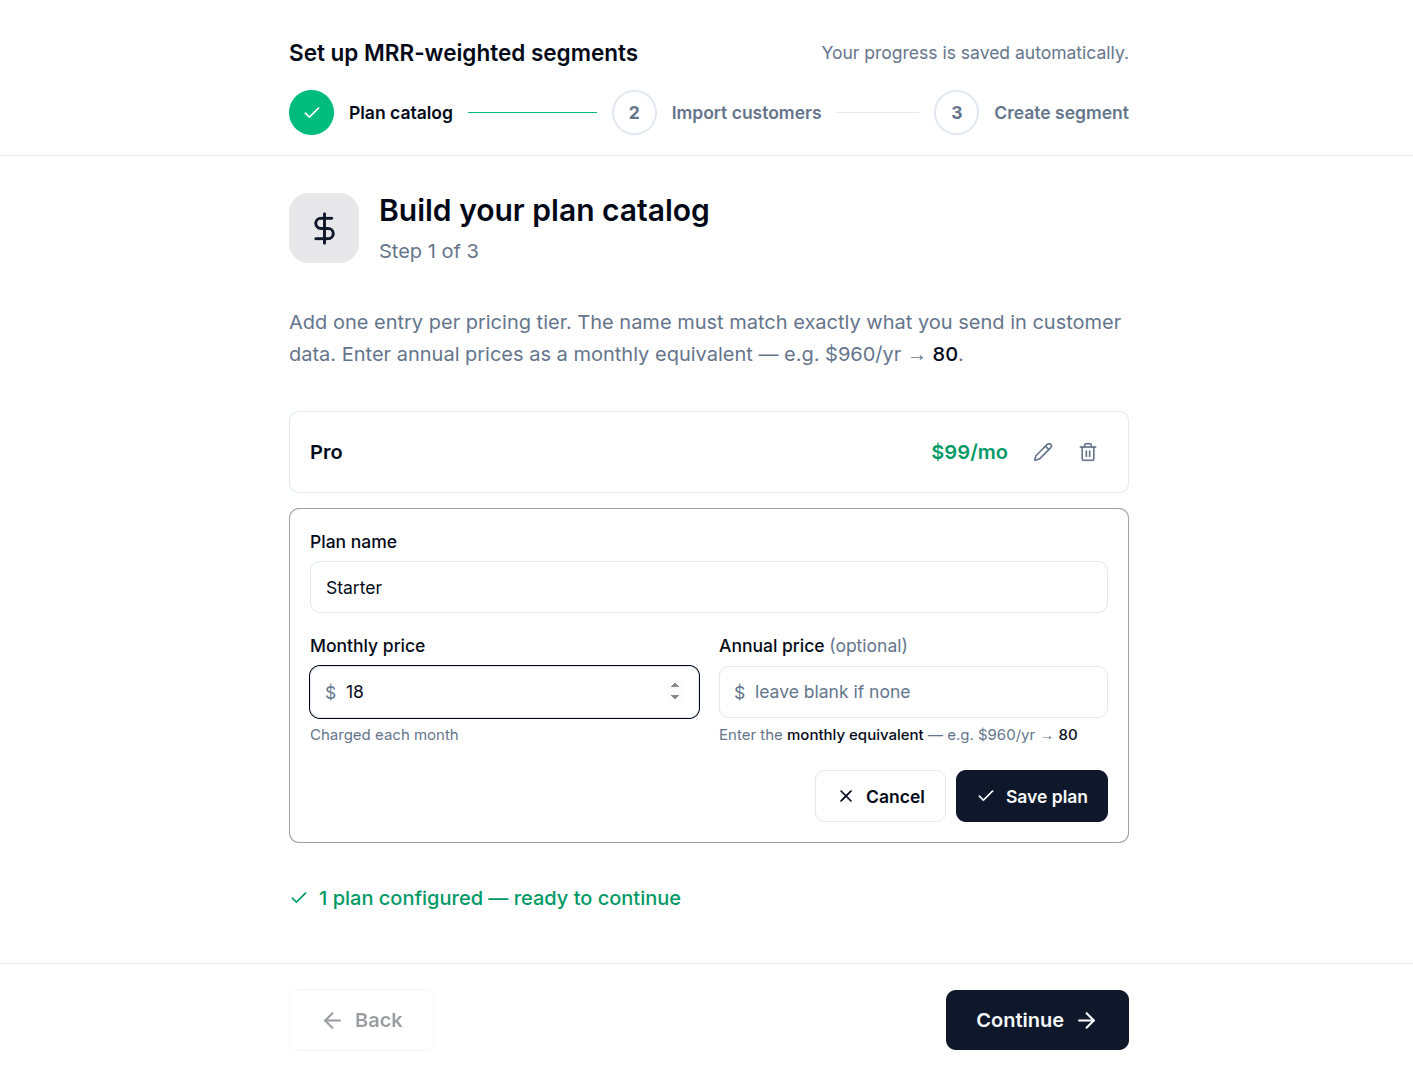 Set up MRR-weighted segments
Your progress is saved automatically.
Plan catalog
2 Import customers
3 Create segment
$
Build your plan catalog
Step 1 of 3
Add one entry per pricing tier. The name must match exactly what you send in customer
data. Enter annual prices as a monthly equivalent — e.g. $960/yr → 80.
Pro
$99/mo
Plan name
Starter
Monthly price
Annual price (optional)
$ 18
$ leave blank if none
Charged each month
Enter the monthly equivalent — e.g. $960/yr → 80
Cancel
Save plan
1 plan configured — ready to continue
Back
Continue